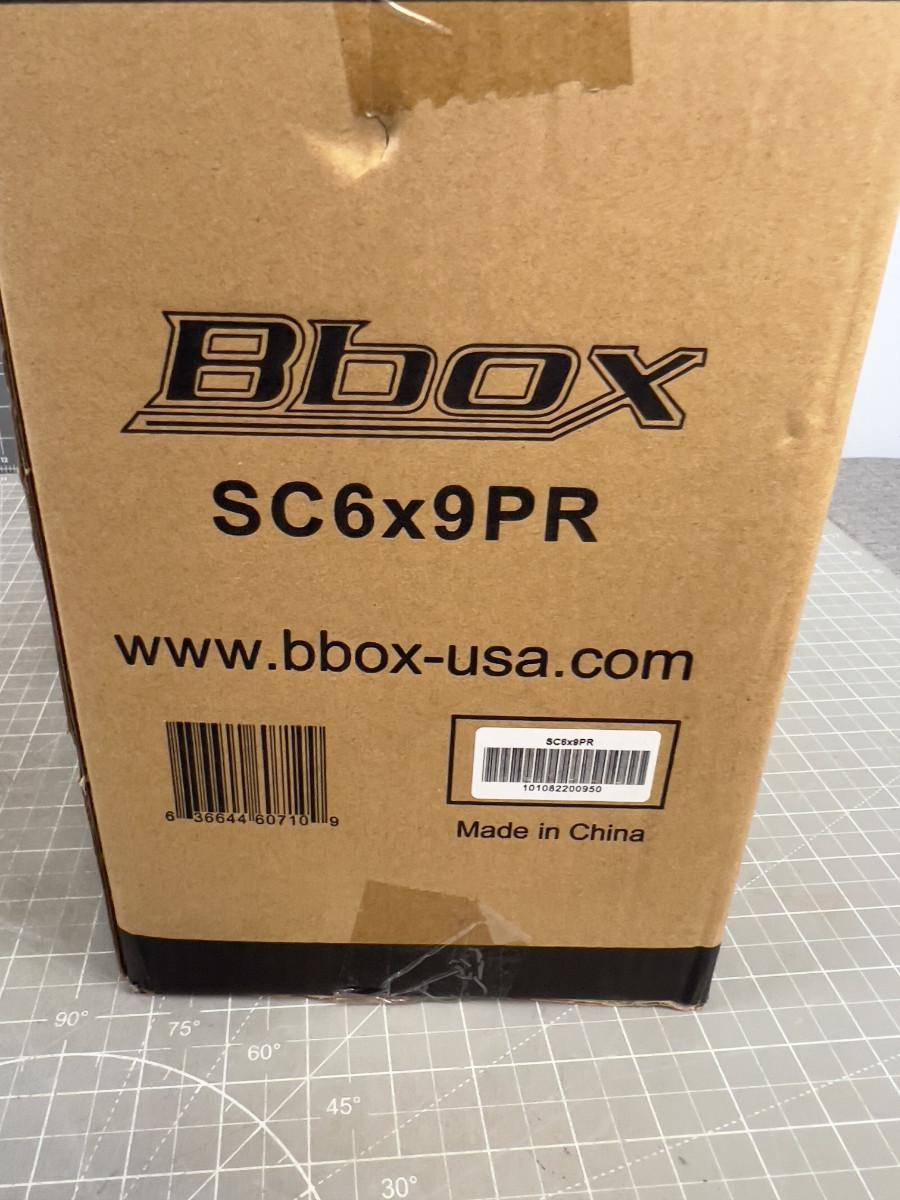 Bbox
SC6x9PR
www.bbox-usa.com
6 36644 60710 9
SC6x9PR
101082200950
Made in China
90°
75°
60°
45°
30°
12